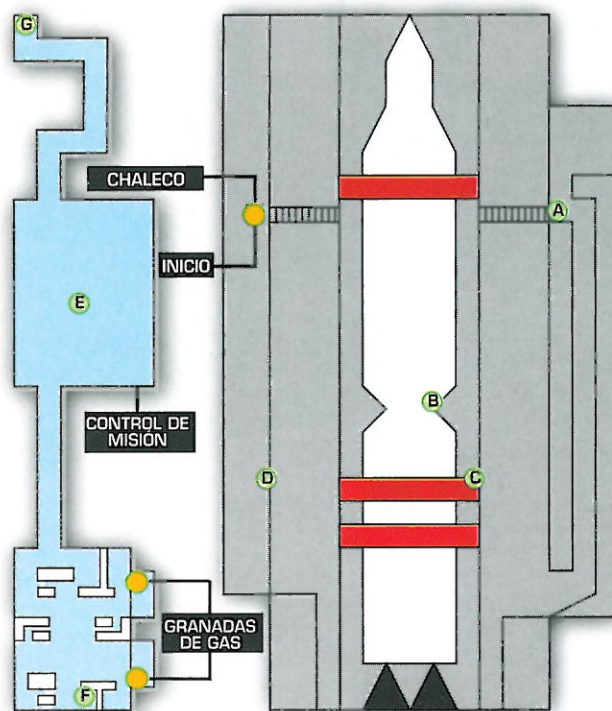 G
CHALECO
A
INICIO
E
B
CONTROL DE
MISIÓN
D
C
GRANADAS
DE GAS
F